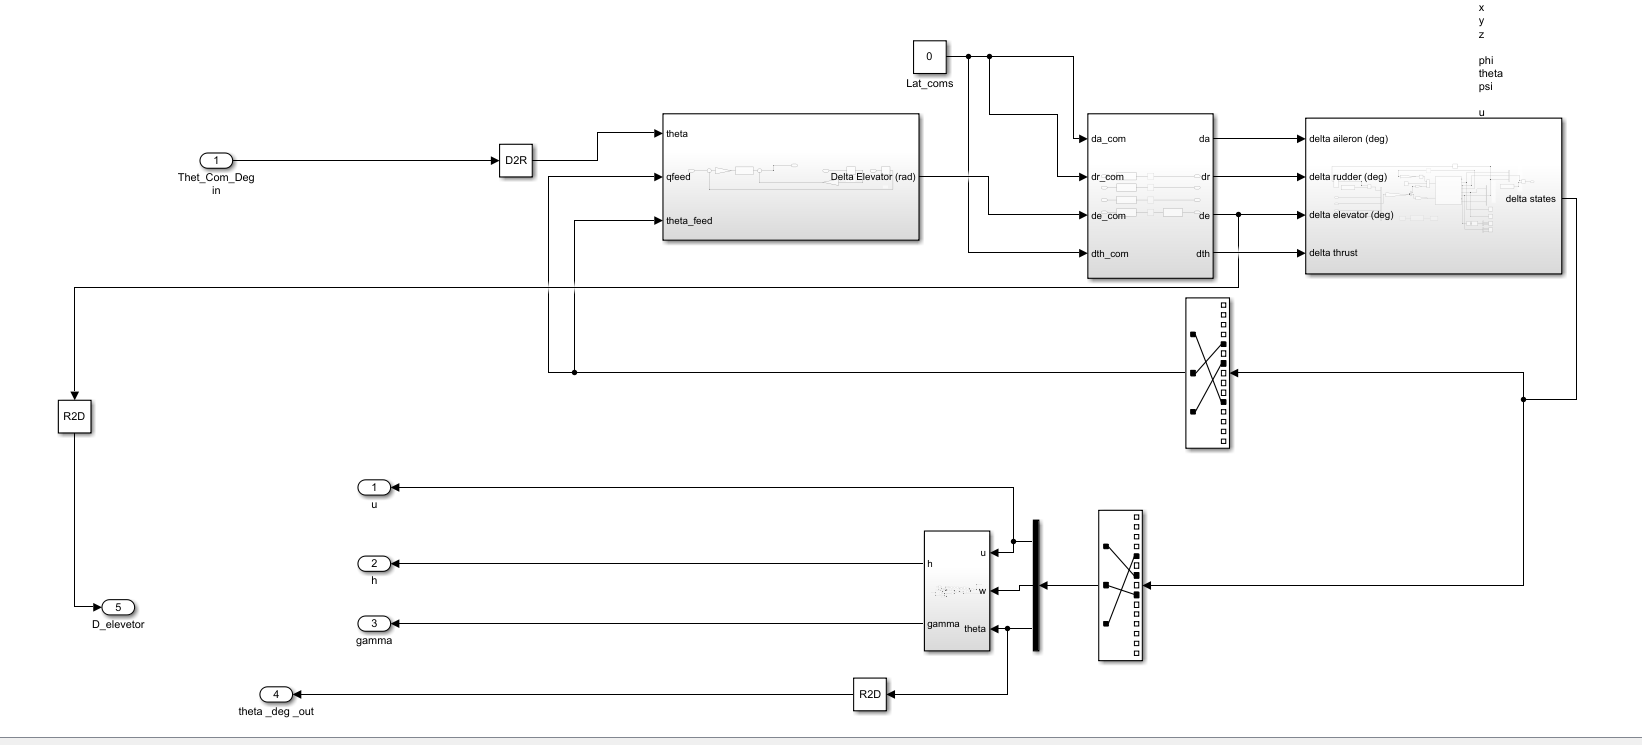 x
y
z
phi
theta
psi
u
0
Lat_coms
1
Thet_Com_Deg
in
D2R
theta
qfeed
theta_feed
Delta Elevator (rad)
da_com
dr_com
de_com
dth_com
da
dr
de
dth
delta aileron (deg)
delta rudder (deg)
delta elevator (deg)
delta thrust
delta states
R2D
1
u
2
h
3
gamma
h
gamma
u
w
theta
5
D_elevetor
4
theta _deg _out
R2D